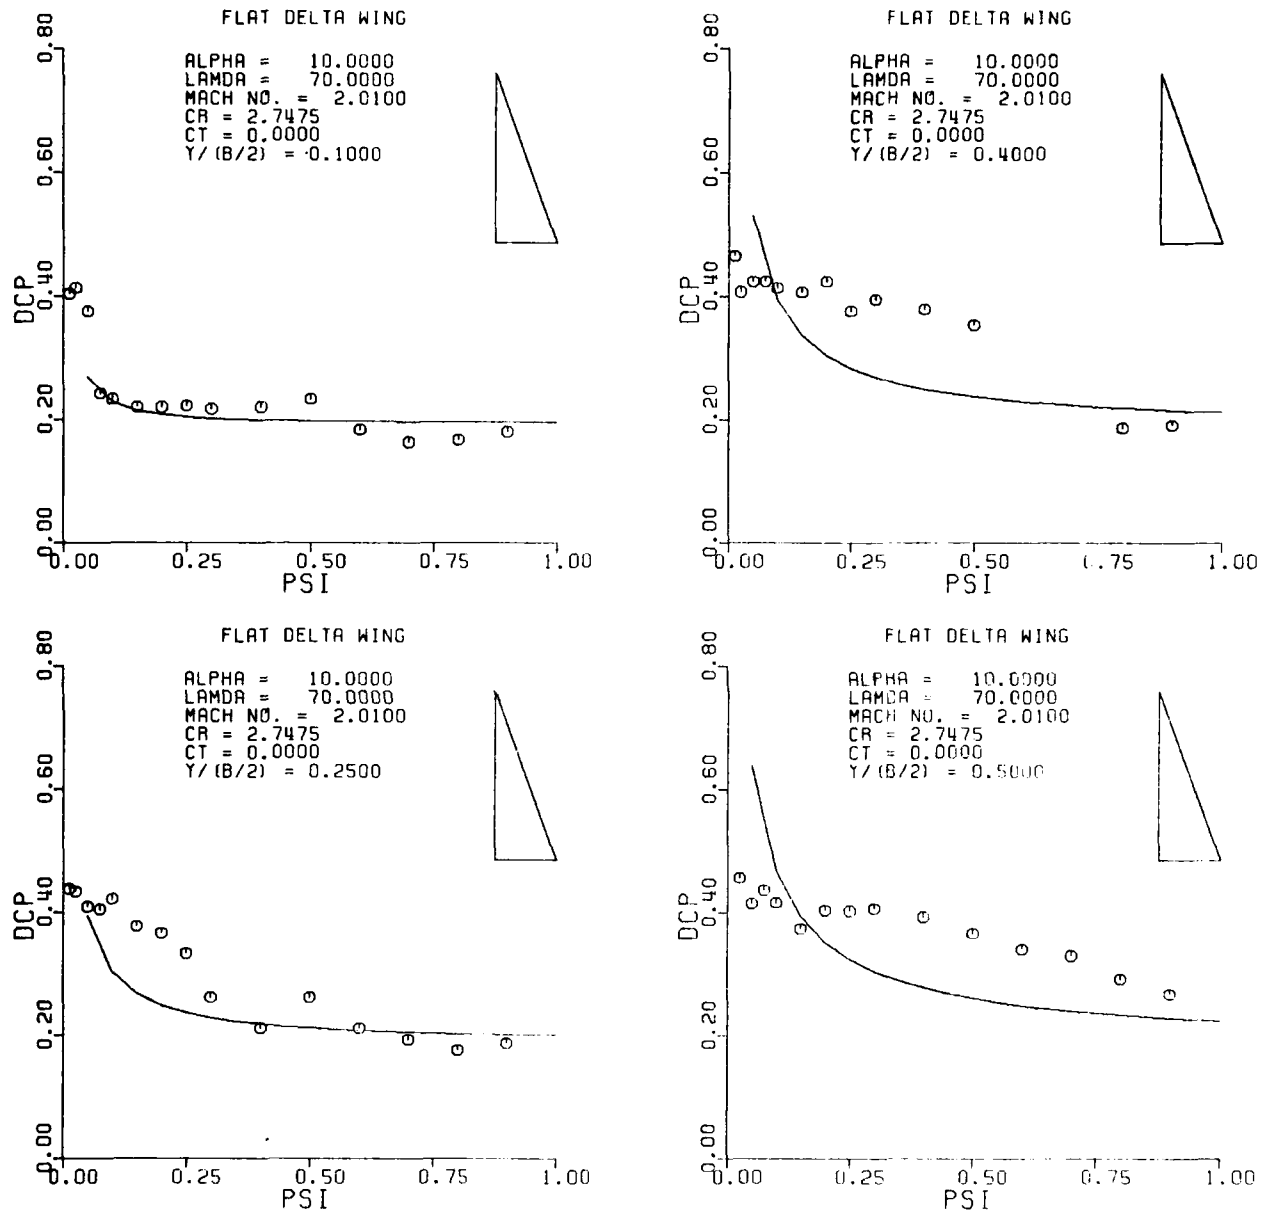 FLAT DELTA WING
ALPHA = 10.0000
LAMDA = 70.0000
MACH NO. = 2.0100
CR = 2.7475
CT = 0.0000
Y/(B/2) = 0.1000
0.80
0.60
0.40
0.20
0.00
DCP
0.00 0.25 0.50 0.75 1.00
PSI
FLAT DELTA WING
ALPHA = 10.0000
LAMDA = 70.0000
MACH NO. = 2.0100
CR = 2.7475
CT = 0.0000
Y/(B/2) = 0.4000
0.80
0.60
0.40
0.20
0.00
DCP
0.00 0.25 0.50 0.75 1.00
PSI
FLAT DELTA WING
ALPHA = 10.0000
LAMDA = 70.0000
MACH NO. = 2.0100
CR = 2.7475
CT = 0.0000
Y/(B/2) = 0.2500
0.80
0.60
0.40
0.20
0.00
DCP
0.00 0.25 0.50 0.75 1.00
PSI
FLAT DELTA WING
ALPHA = 10.0000
LAMDA = 70.0000
MACH NO. = 2.0100
CR = 2.7475
CT = 0.0000
Y/(B/2) = 0.5000
0.80
0.60
0.40
0.20
0.00
DCP
0.00 0.25 0.50 0.75 1.00
PSI